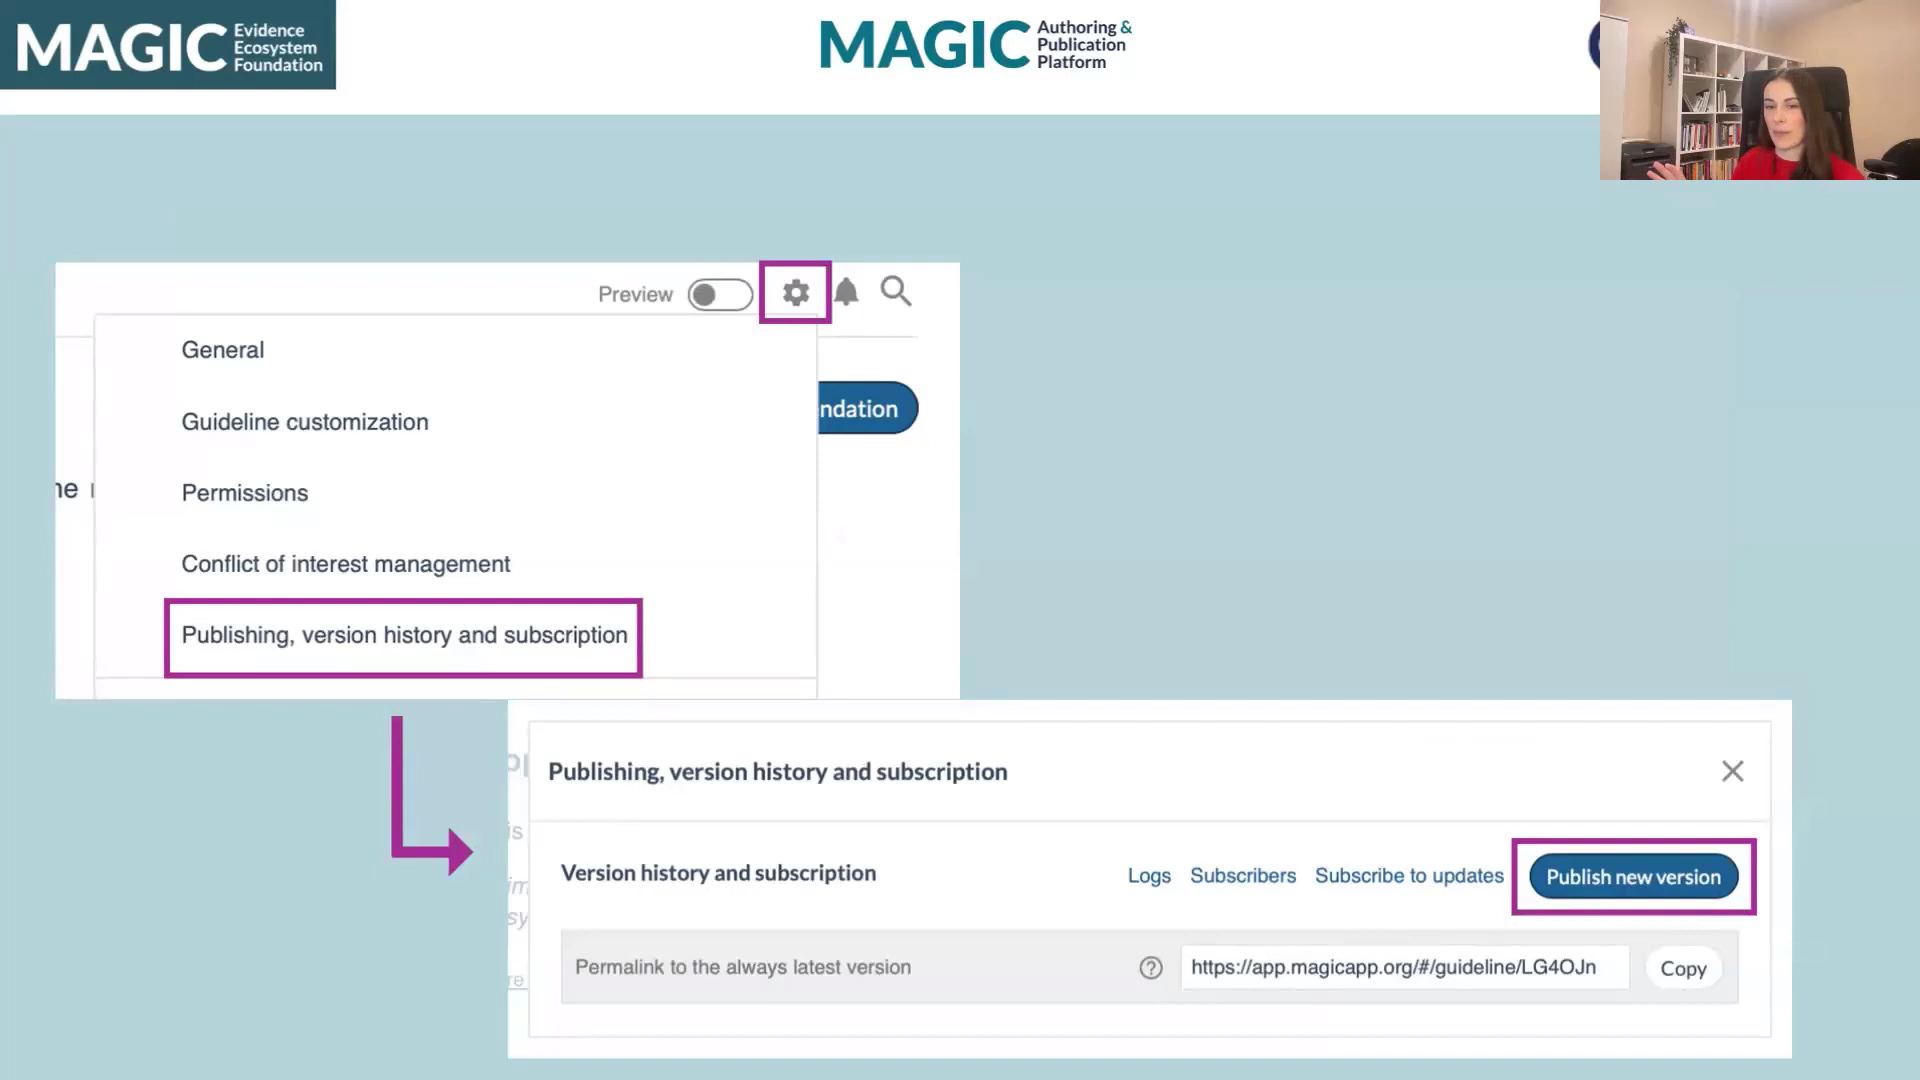 MAGIC Evidence
Ecosystem
Foundation
MAGIC Authoring &
Publication
Platform
Preview
General
ndation
Guideline customization
Permissions
Conflict of interest management
Publishing, version history and subscription
Publishing, version history and subscription
Version history and subscription
Logs Subscribers Subscribe to updates Publish new version
Permalink to the always latest version
? https://app.magicapp.org/#/guideline/LG4OJn Copy